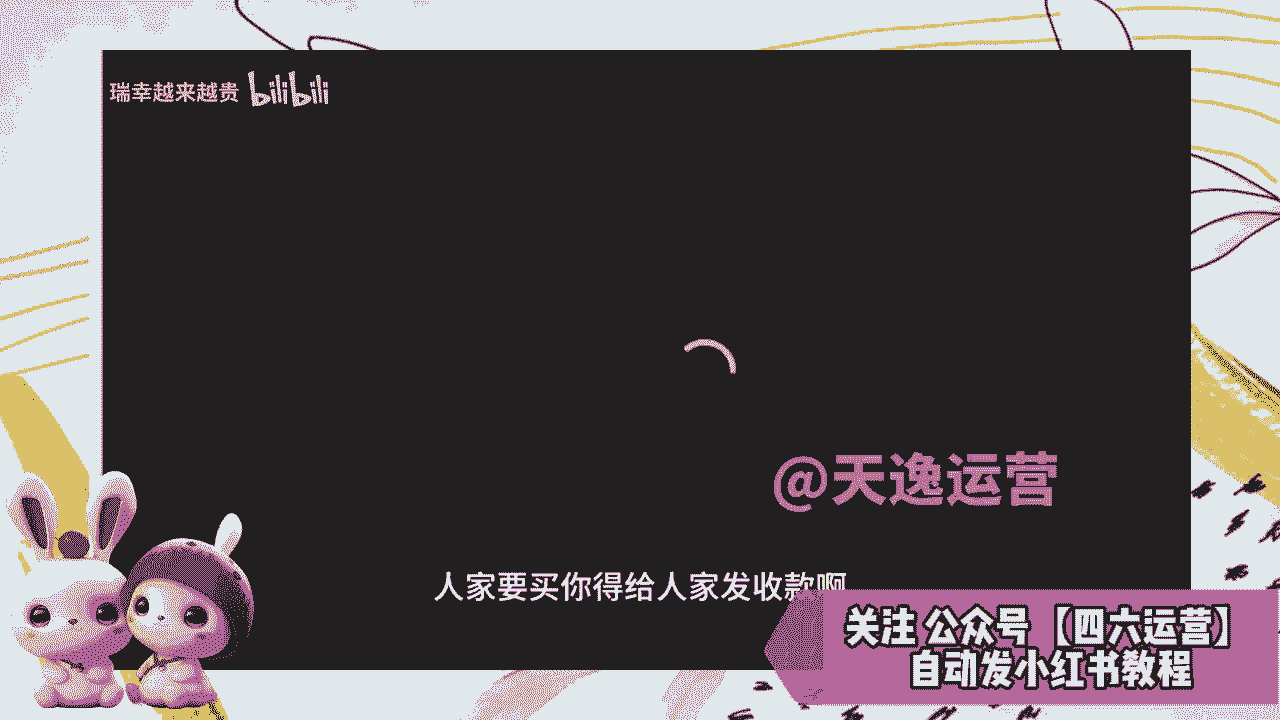 瑞幸越来越贵 bilibili
@天逸运营
人家要买你得给人家发收款啊
关注公众号【四六运营】
自动发小红书教程